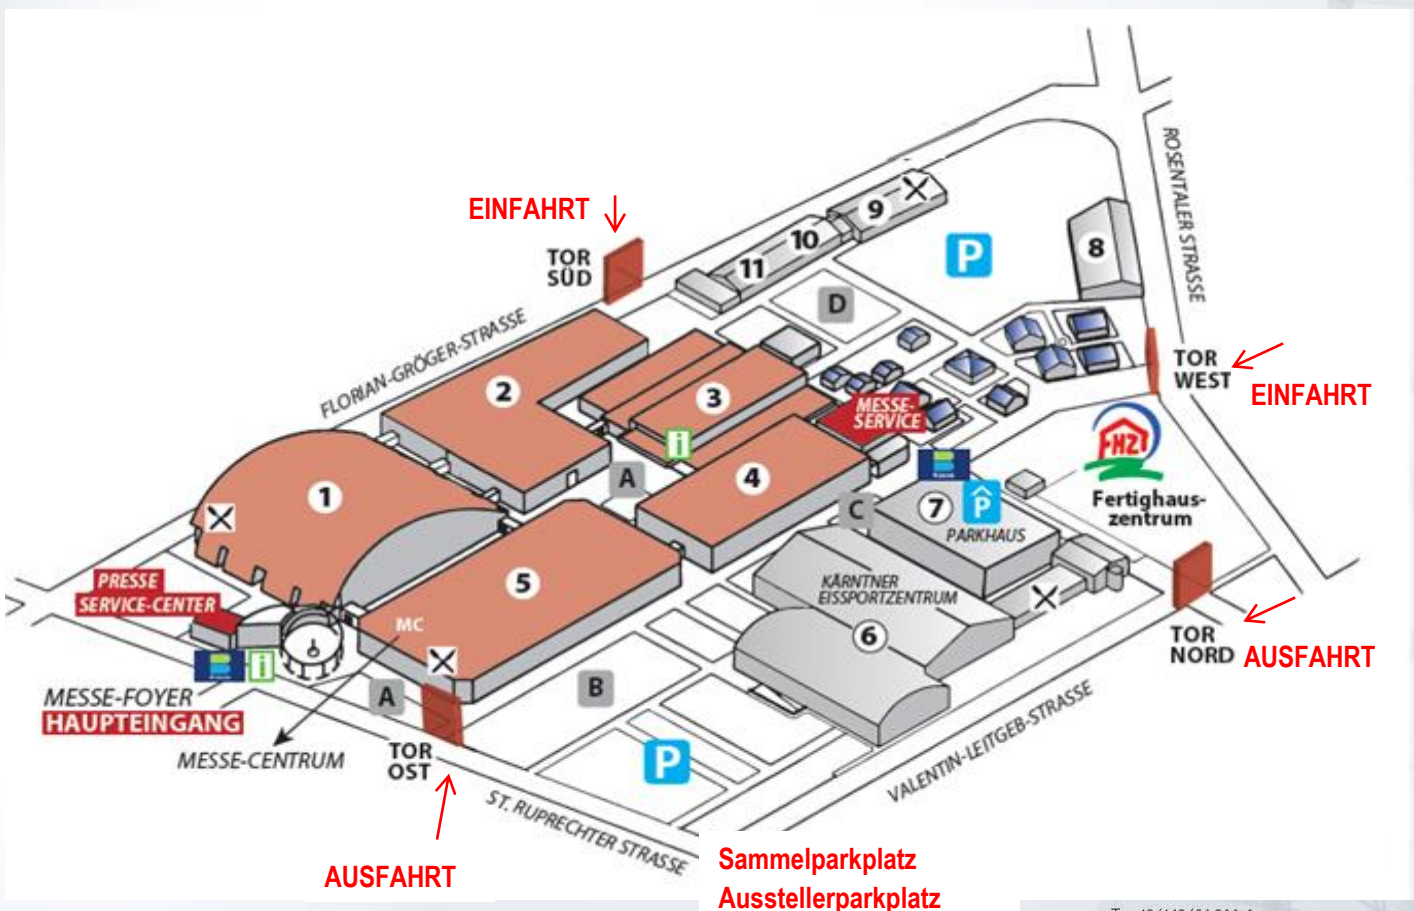 ROSENTALER STRASSE
EINFAHRT
9
10
8
TOR
SÜD
11
P
D
FLORIAN-GRÖGER-STRASSE
TOR
WEST
EINFAHRT
2
3
MESSE-
SERVICE
i
FHZ
4
A
1
7
P
C
PARKHAUS
Fertighaus-
zentrum
PRESSE
SERVICE-CENTER
5
KÄRNTNER
EISSPORTZENTRUM
MC
6
TOR
NORD
AUSFAHRT
i
MESSE-FOYER
HAUPTEINGANG
A
B
MESSE-CENTRUM
TOR
OST
P
VALENTIN-LEITGEB-STRASSE
ST. RUPRECHTER STRASSE
AUSFAHRT
Sammelparkplatz
Ausstellerparkplatz